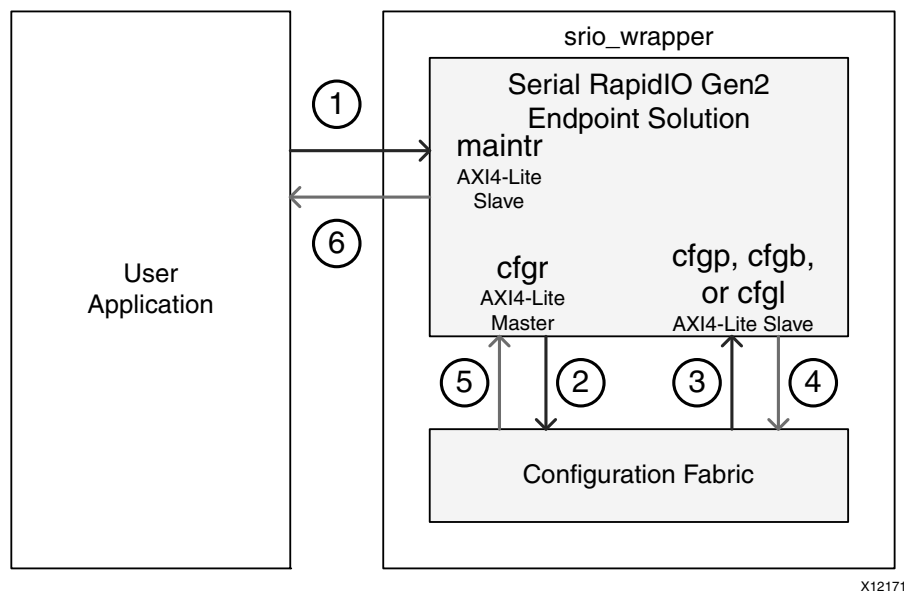 srio_wrapper
Serial RapidIO Gen2
Endpoint Solution
1
maintr
AXI4-Lite
Slave
6
User
Application
cfgr
AXI4-Lite
Master
cfgp, cfgb,
or cfgl
AXI4-Lite Slave
5
2
3
4
Configuration Fabric
X12171